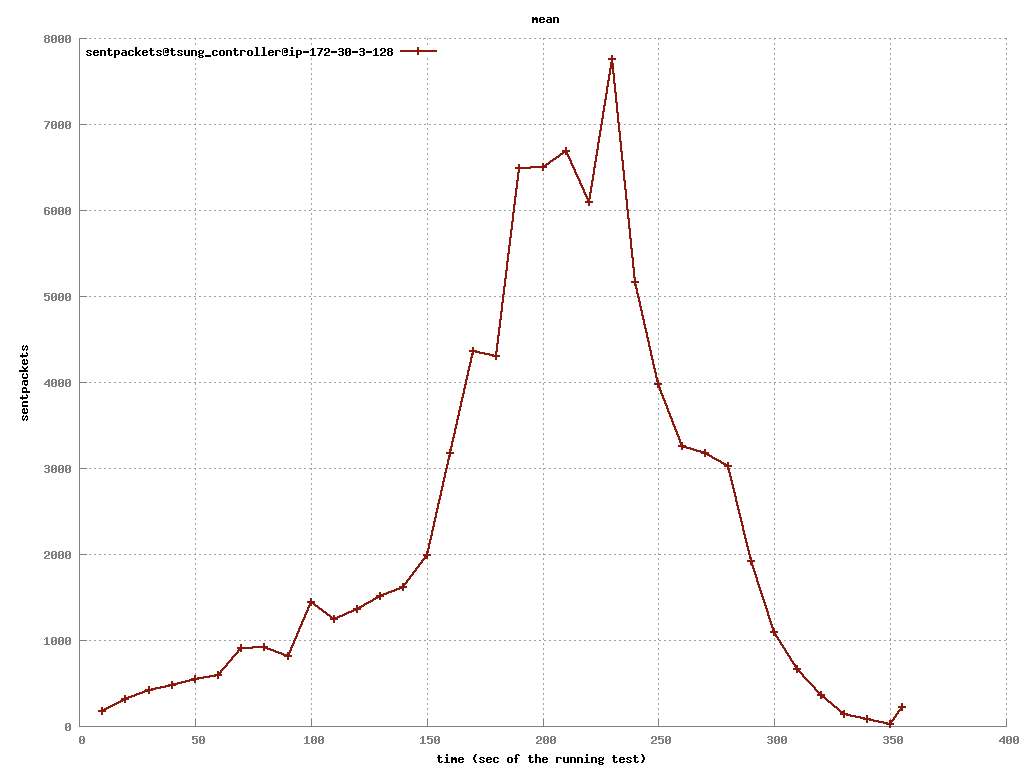 mean
sentpackets@tsung_controller@ip-172-30-3-128
8000
7000
6000
5000
4000
3000
2000
1000
0
sentpackets
0 50 100 150 200 250 300 350 400
time (sec of the running test)